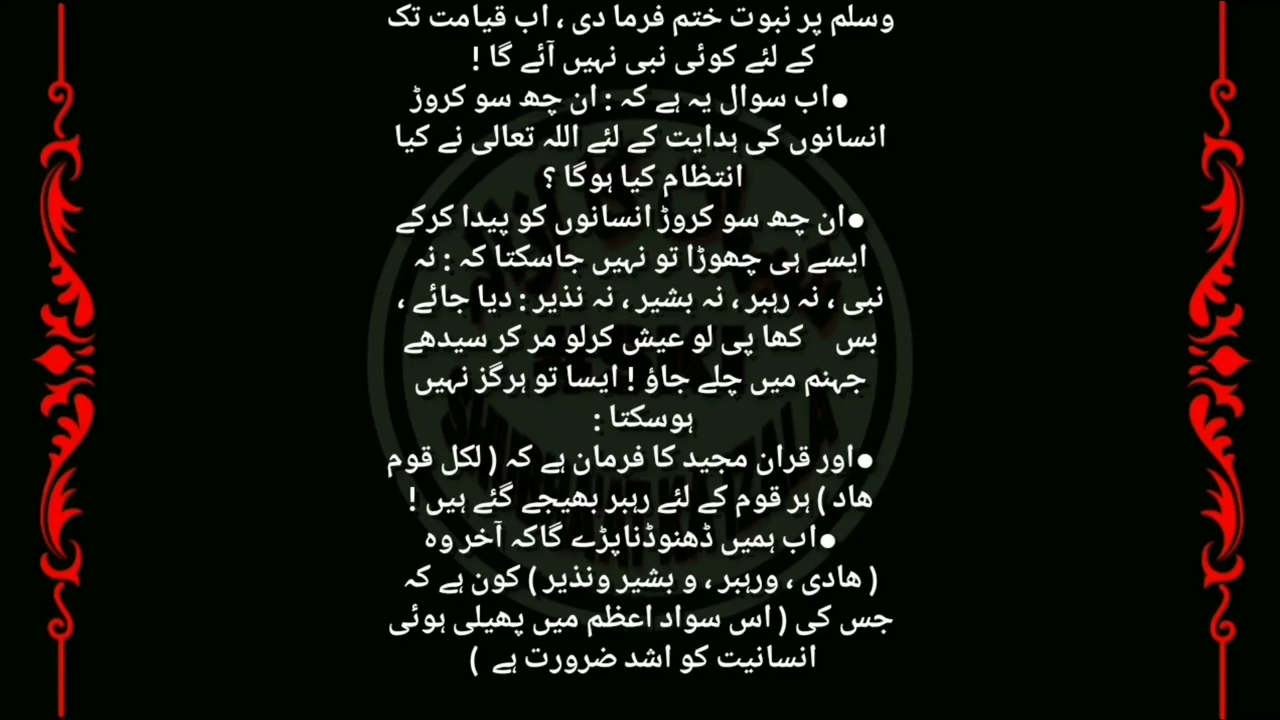 وسلم پر نبوت ختم فرما دی ، اب قیامت تک
کے لئے کوئی نبی نہیں آئے گا !
●اب سوال یہ ہے کہ : ان چھ سو کروڑ
انسانوں کی ہدایت کے لئے اللہ تعالی نے کیا
انتظام کیا ہوگا ؟
●ان چھ سو کروڑ انسانوں کو پیدا کرکے
ایسے ہی چھوڑا تو نہیں جاسکتا کہ : نہ
نبی ، نہ رہبر ، نہ بشیر ، نہ نذیر : دیا جائے ،
بس کھا پی لو عیش کرلو مر کر سیدھے
جہنم میں چلے جاؤ ! ایسا تو ہرگز نہیں
ہوسکتا :
●اور قران مجید کا فرمان ہے کہ ( لکل قوم
ھاد ) ہر قوم کے لئے رہبر بھیجے گئے ہیں !
●اب ہمیں ڈھنوڈناپڑے گاکہ آخر وہ
( ھادی ، ورہبر ، و بشیر ونذیر ) کون ہے کہ
جس کی ( اس سواد اعظم میں پھیلی ہوئی
انسانیت کو اشد ضرورت ہے )